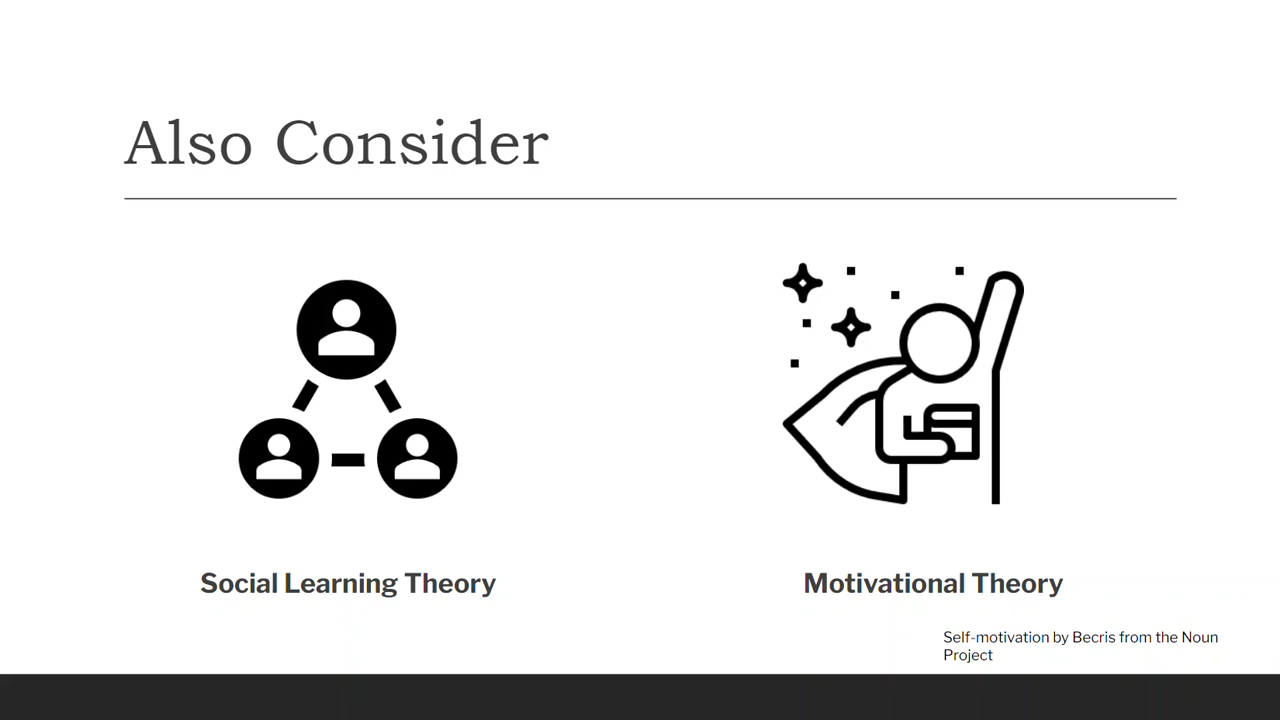 Also Consider
Social Learning Theory
Motivational Theory
Self-motivation by Becris from the Noun
Project